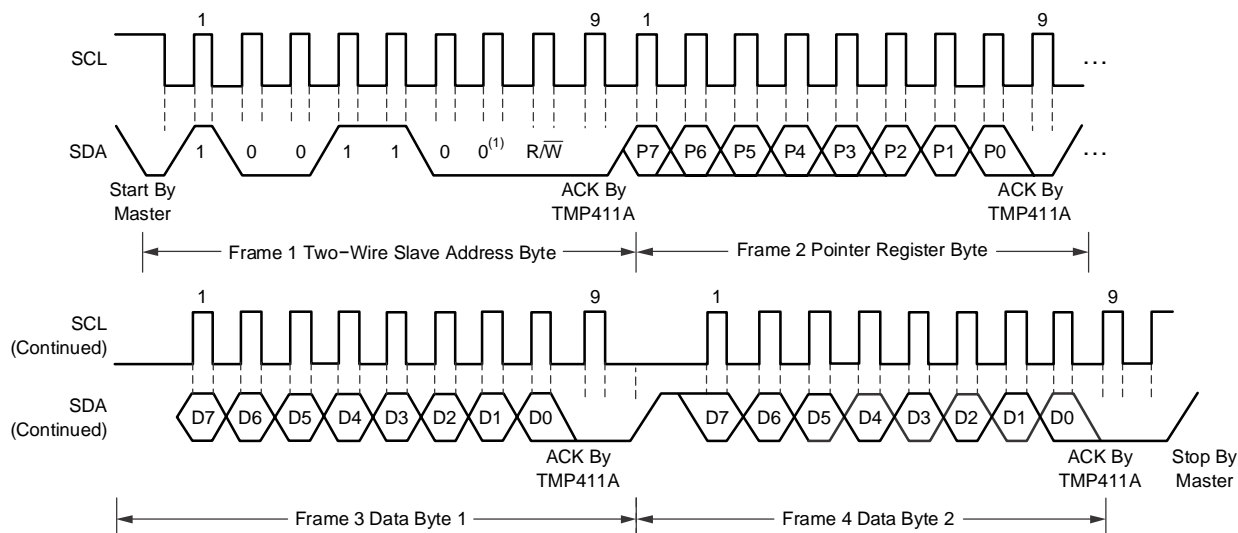 1 9 1 9
SCL ...
SDA 1 0 0 1 1 0 0(1) R/W̅ P7 P6 P5 P4 P3 P2 P1 P0 ...
Start By Master
ACK By TMP411A
ACK By TMP411A
Frame 1 Two−Wire Slave Address Byte
Frame 2 Pointer Register Byte
1 9 1 9
SCL (Continued)
SDA (Continued) D7 D6 D5 D4 D3 D2 D1 D0 D7 D6 D5 D4 D3 D2 D1 D0
ACK By TMP411A
ACK By TMP411A
Stop By Master
Frame 3 Data Byte 1
Frame 4 Data Byte 2